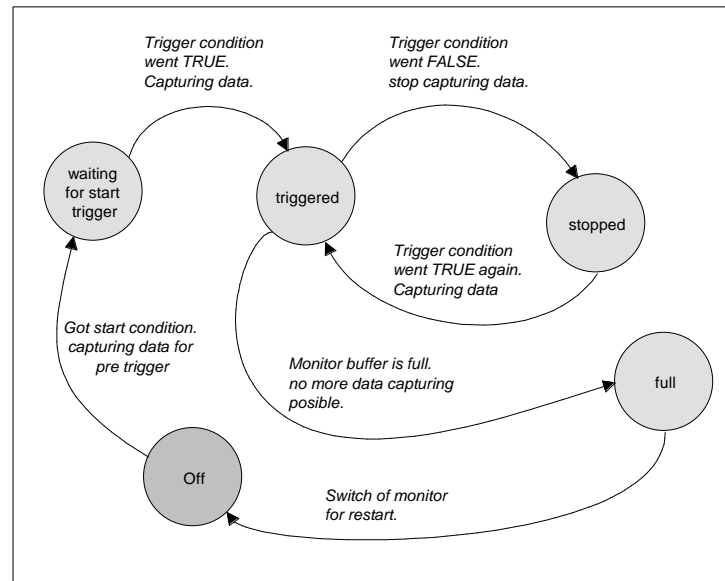 Trigger condition
went TRUE.
Capturing data.
Trigger condition
went FALSE.
stop capturing data.
waiting
for start
trigger
triggered
stopped
Trigger condition
went TRUE again.
Capturing data
Got start condition.
capturing data for
pre trigger
Monitor buffer is full.
no more data capturing
posible.
full
Off
Switch of monitor
for restart.